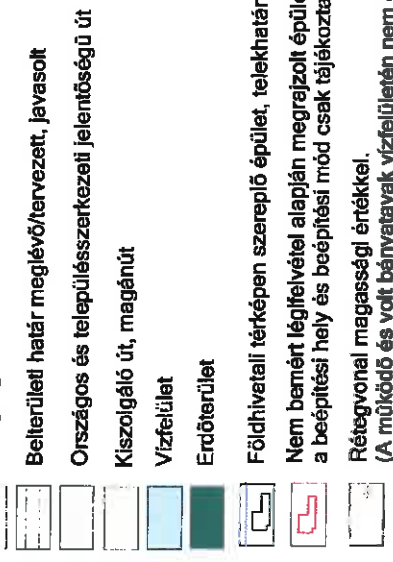 Belterületi határ meglévő/tervezett, javasolt
Országos és településszerkezeti jelentőségű út
Kiszolgáló út, magánút
Vízfelület
Erdőterület
Földhivatali térképen szereplő épület, telekhatár
Nem bemért légifelvétel alapján megrajzolt
a beépítési hely és beépítési mód csak
Rétegvonal magassági értékkel.
(A működő és volt bányatavak vízfelületén nem